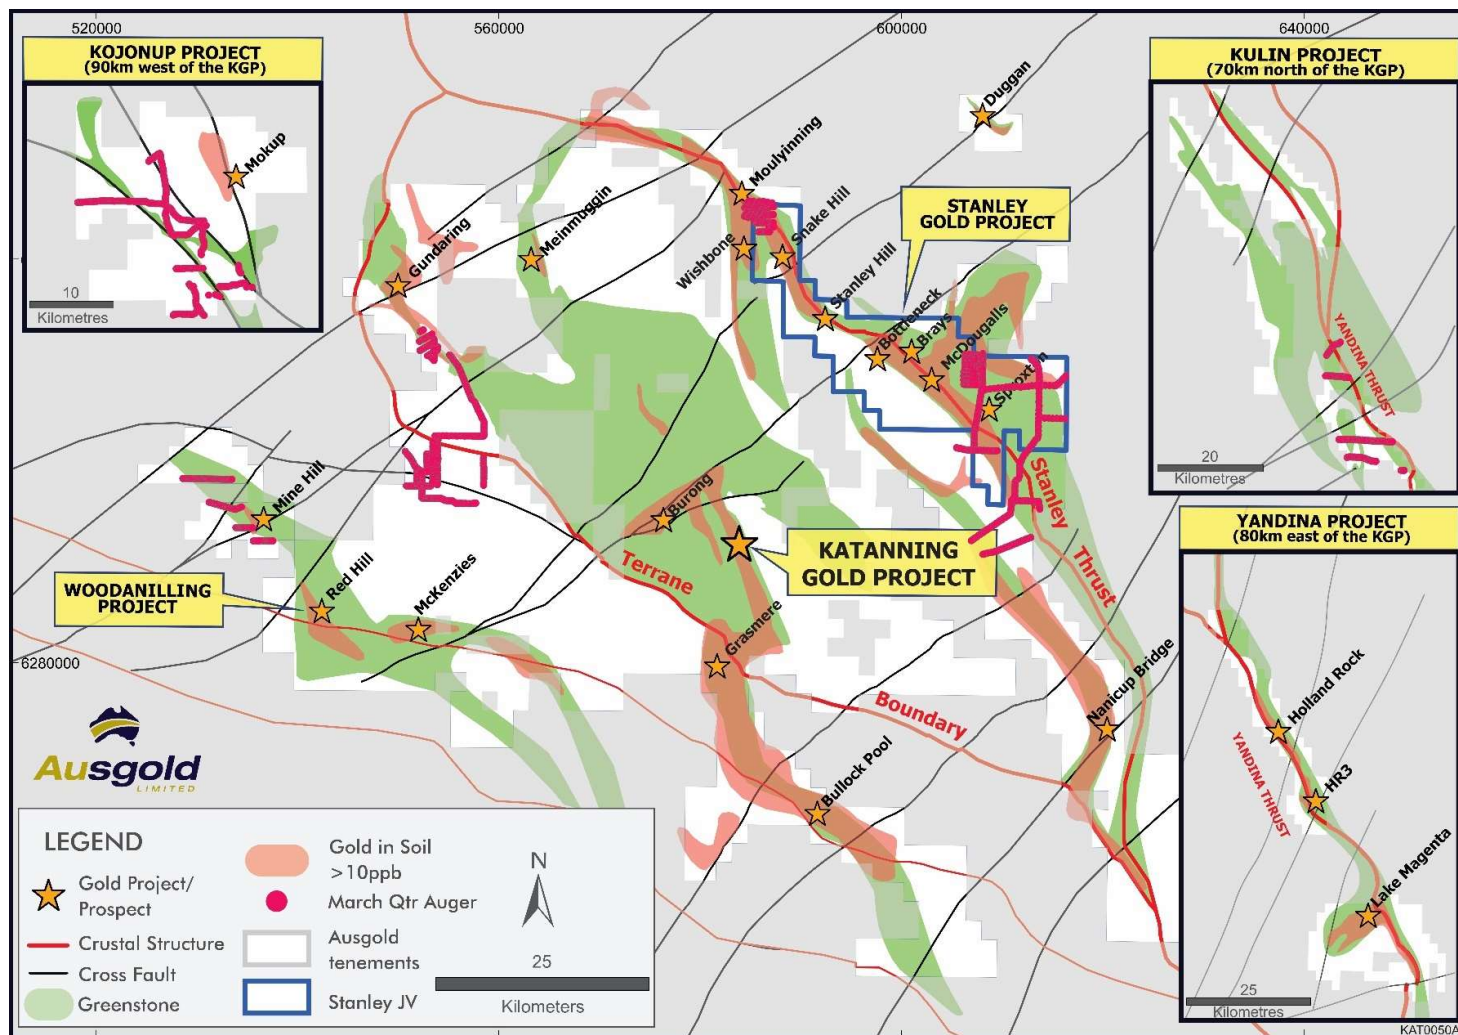 520000
560000
600000
640000
KOJONUP PROJECT
(90km west of the KGP)
Mokup
10
Kilometres
KULIN PROJECT
(70km north of the KGP)
YANDINA THRUST
20
Kilometres
Duggan
Moulyinning
STANLEY
GOLD PROJECT
Snake Hill
Wishbone
Meinmuggin
Gundaring
Stanley Hill
Bottleneck
Brays
McDougalls
Sproxton
Mine Hill
Burong
Stanley
Thrust
KATANNING
GOLD PROJECT
Terrane
Boundary
WOODANILLING
PROJECT
Red Hill
McKenzies
Grasmere
Nanicup Bridge
Bullock Pool
6280000
YANDINA PROJECT
(80km east of the KGP)
Holland Rock
YANDINA THRUST
HR3
Lake Magenta
25
Kilometres
Ausgold
LIMITED
LEGEND
Gold Project/
Prospect
Crustal Structure
Cross Fault
Greenstone
Gold in Soil
>10ppb
March Qtr Auger
Ausgold
tenements
Stanley JV
N
25
Kilometers
KAT0050A